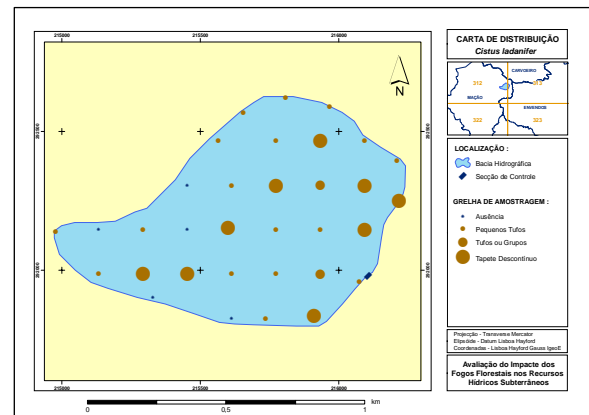 215000 215500 216000
CARTA DE DISTRIBUIÇÃO
Cistus ladanifer
CARVOEIRO
312 313
MAÇÃO
ENVENDOS
322 323
N
LOCALIZAÇÃO :
Bacia Hidrográfica
Secção de Controle
GRELHA DE AMOSTRAGEM :
Ausência
Pequenos Tufos
Tufos ou Grupos
Tapete Descontínuo
Projecção - Transverse Mercator
Elipsóide - Datum Lisboa Hayford
Coordenadas - Lisboa Hayford Gauss IgeoE
Avaliação do Impacte dos
Fogos Florestais nos Recursos
Hídricos Subterrâneos
215000 215500 216000
km
0 0,5 1